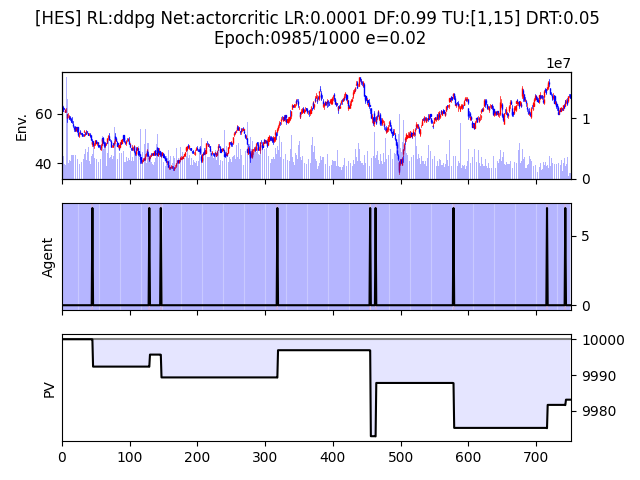 [HES] RL:ddpg Net:actorcritic LR:0.0001 DF:0.99 TU:[1,15] DRT:0.05
Epoch:0985/1000 e=0.02
1e7
Env.
60
40
1
0
Agent
5
0
PV
10000
9990
9980
0 100 200 300 400 500 600 700